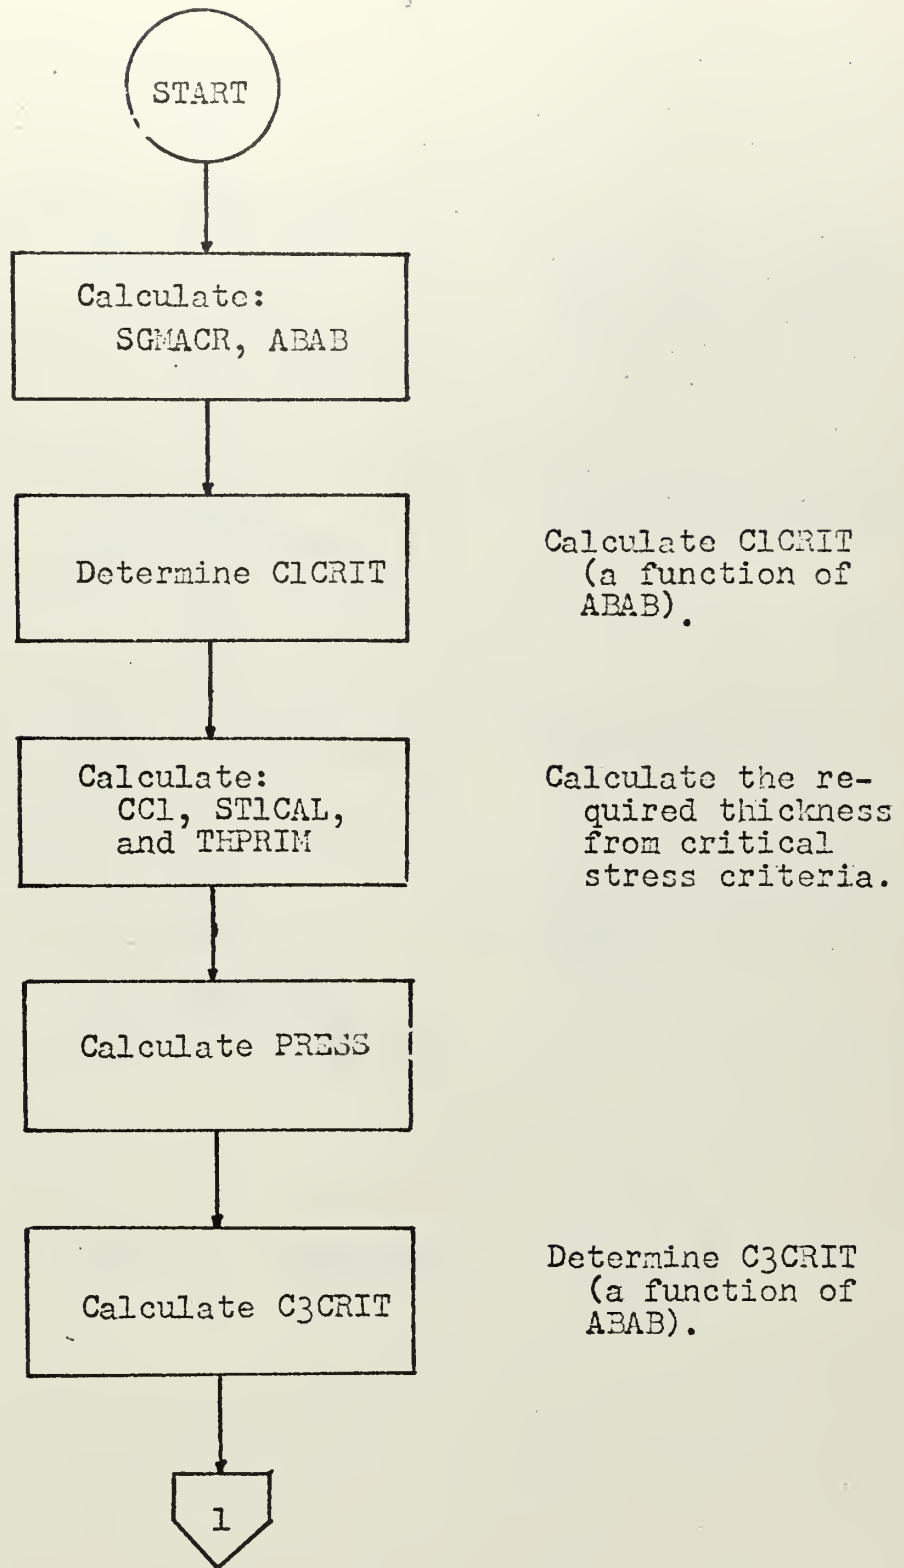 START
Calculate:
SGMACR, ABAB
Determine C1CRIT
Calculate C1CRIT
(a function of
ABAB).
Calculate:
CC1, ST1CAL,
and THPRIM
Calculate the re-
quired thickness
from critical
stress criteria.
Calculate PRESS
Calculate C3CRIT
Determine C3CRIT
(a function of
ABAB).
1